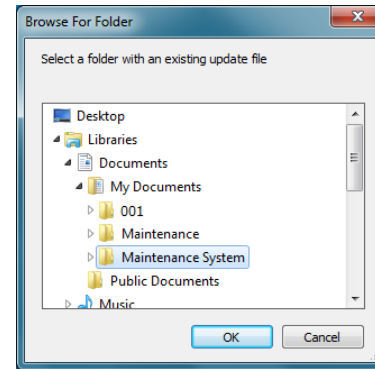 Browse For Folder
Select a folder with an existing update file
Desktop
Libraries
Documents
My Documents
001
Maintenance
Maintenance System
Public Documents
Music
OK Cancel